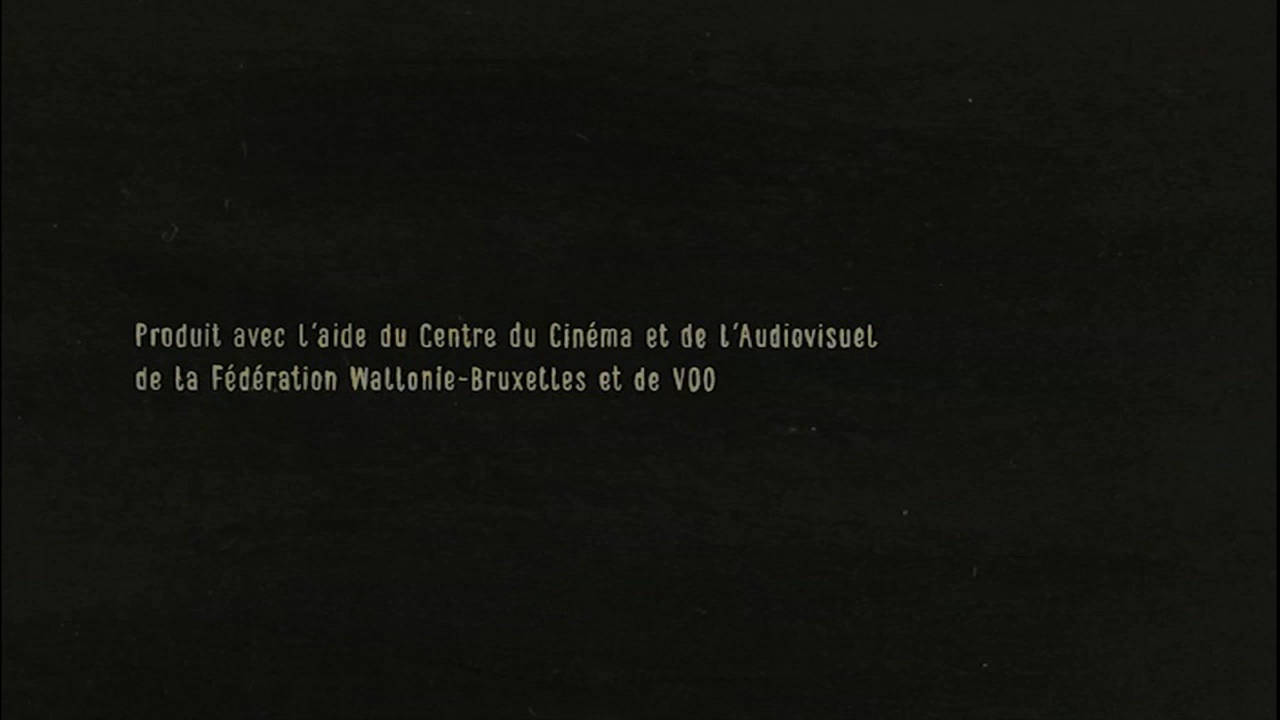 Produit avec l'aide du Centre du Cinéma et de l'Audiovisuel
de la Fédération Wallonie-Bruxelles et de VOO